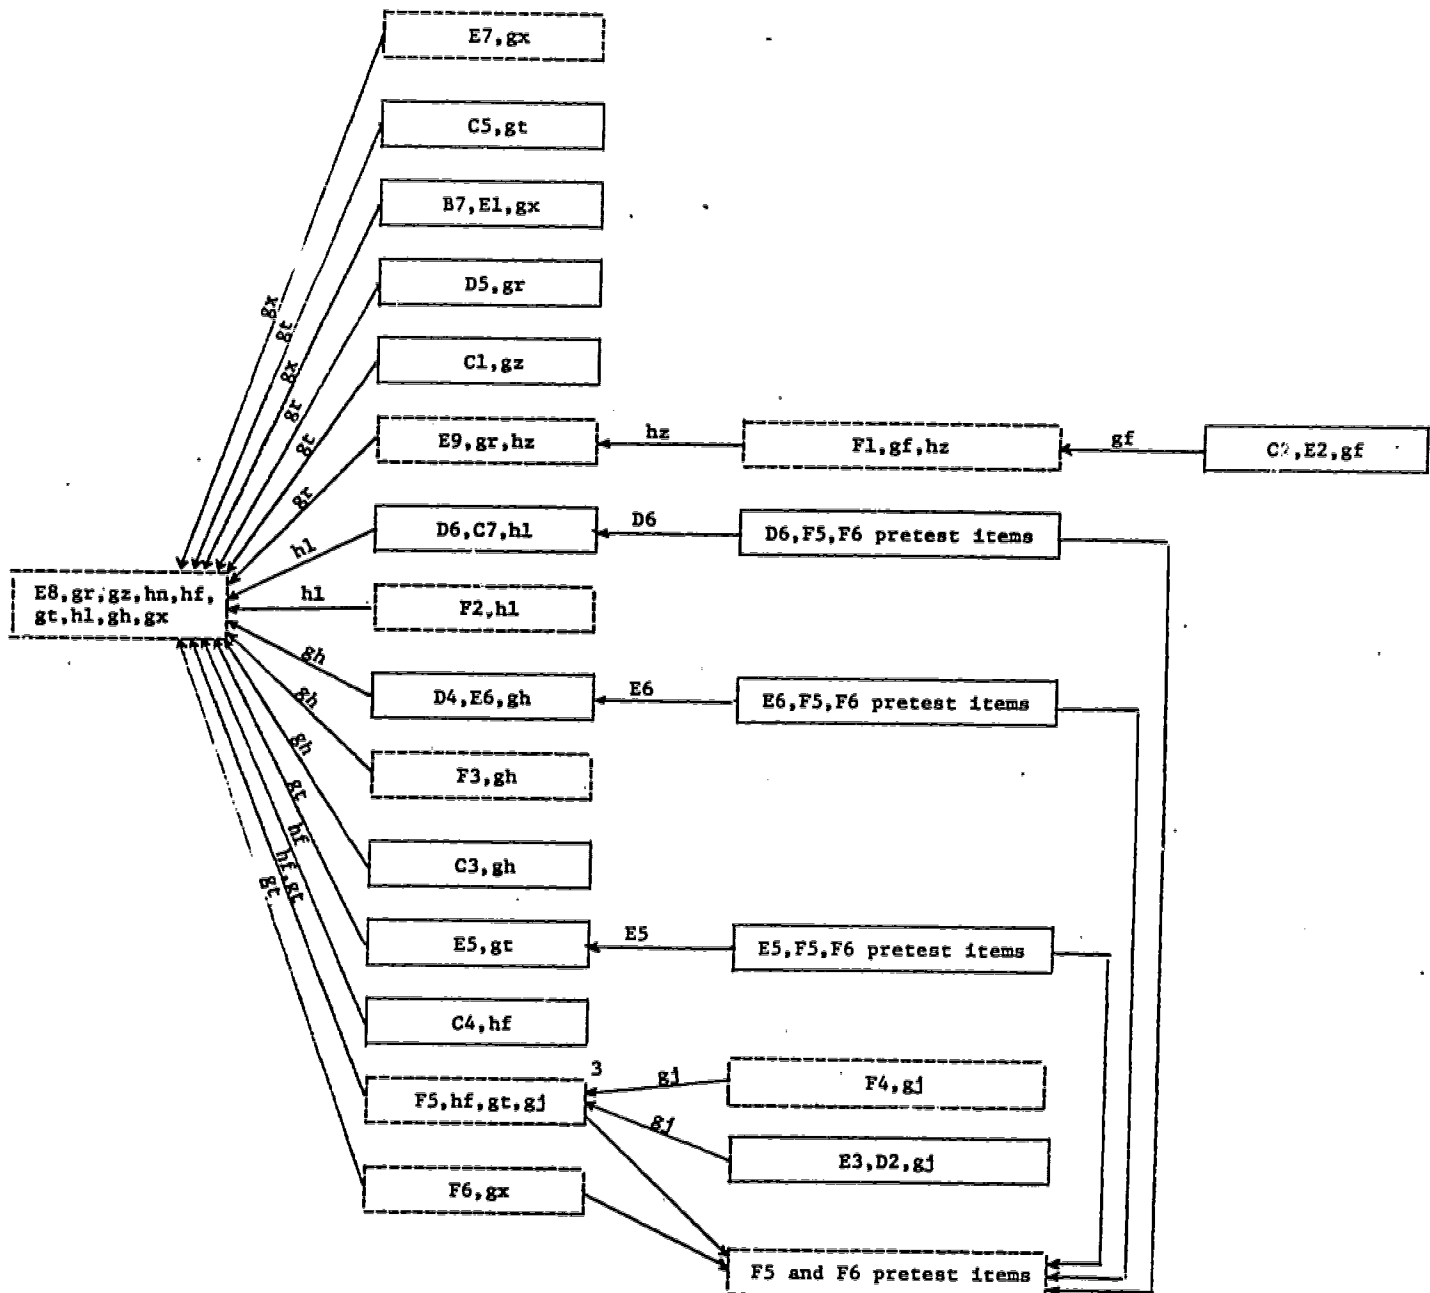 E7,gx
C5,gt
B7,E1,gx
D5,gr
C1,gz
E9,gr,hz
hz
F1,gf,hz
gf
C2,E2,gf
D6,C7,hl
D6
D6,F5,F6 pretest items
E8,gr,gz,hn,hf,
gt,hl,gh,gx
F2,hl
D4,E6,gh
E6
E6,F5,F6 pretest items
F3,gh
C3,gh
E5,gt
E5
E5,F5,F6 pretest items
C4,hf
F5,hf,gt,gj
3
gj
F4,gj
gj
E3,D2,gj
F6,gx
F5 and F6 pretest items
gx
gt
gx
gr
gt
gr
hl
hl
gh
gh
gh
gt
hf
hf,gt
gt